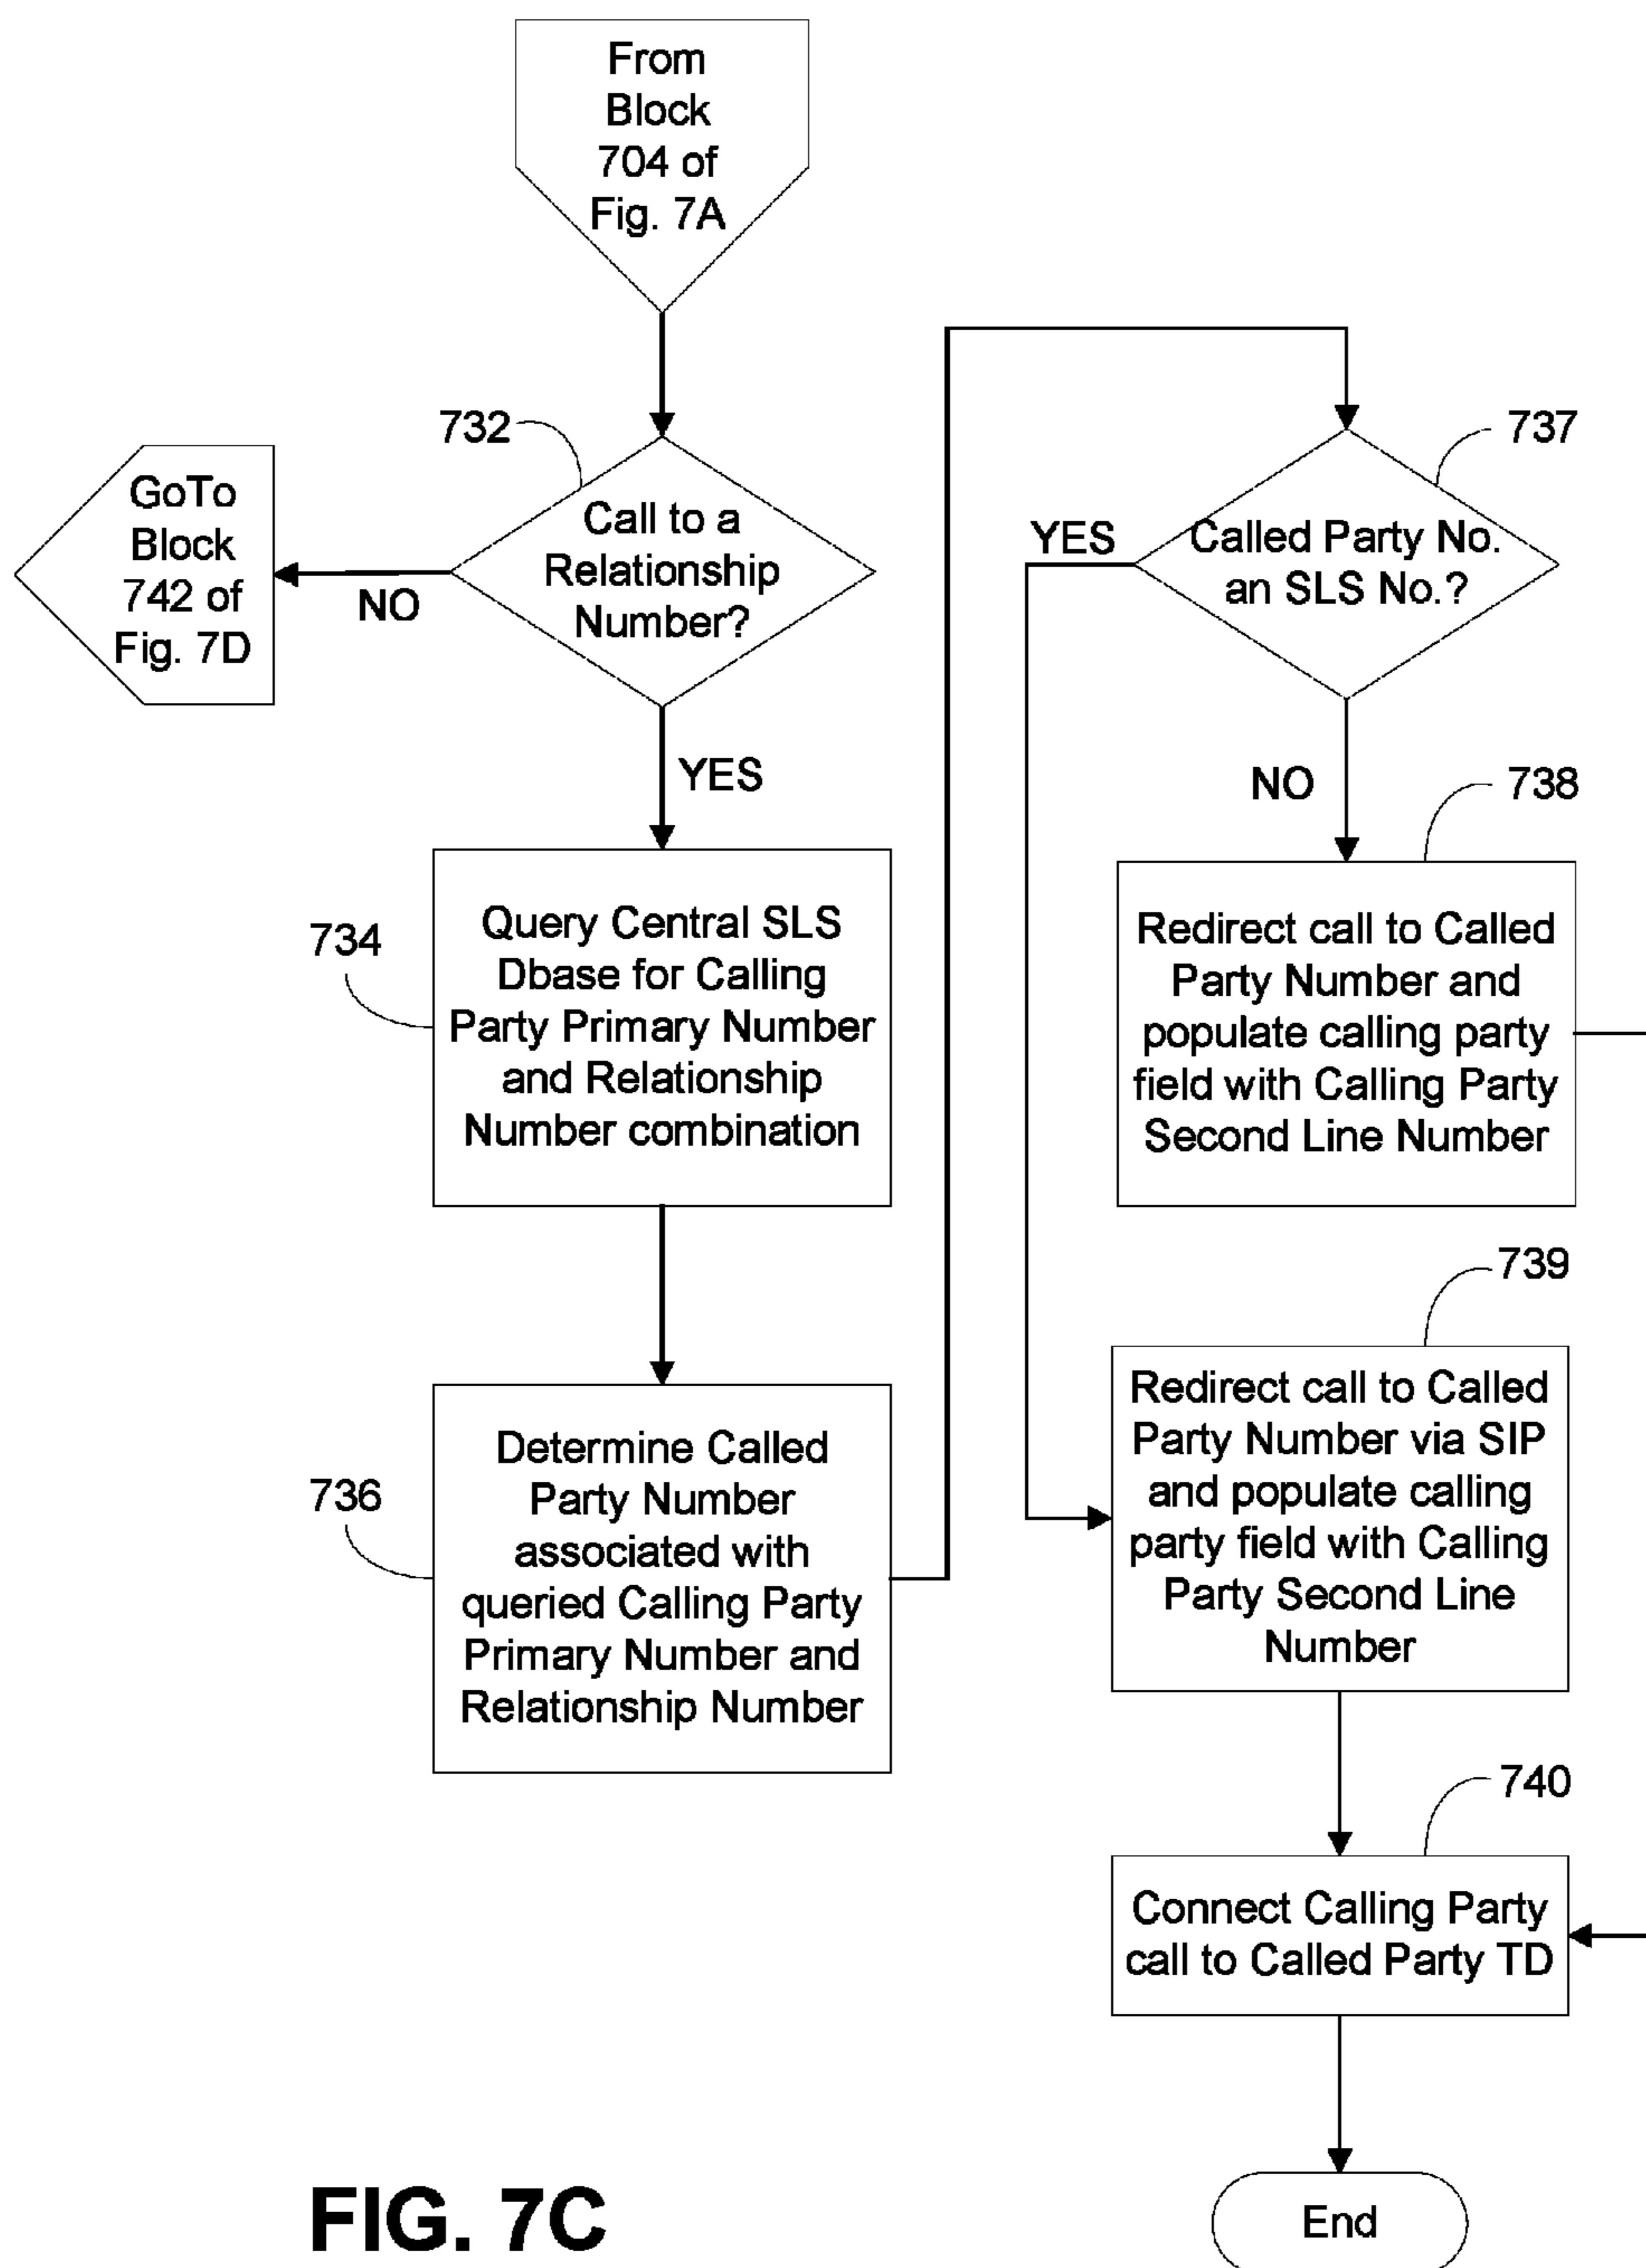 From
Block
704 of
Fig. 7A
732
Call to a
Relationship
Number?
NO
GoTo
Block
742 of
Fig. 7D
YES
734
Query Central SLS
Dbase for Calling
Party Primary Number
and Relationship
Number combination
736
Determine Called
Party Number
associated with
queried Calling Party
Primary Number and
Relationship Number
737
Called Party No.
an SLS No.?
YES
NO
738
Redirect call to Called
Party Number and
populate calling party
field with Calling Party
Second Line Number
739
Redirect call to Called
Party Number via SIP
and populate calling
party field with Calling
Party Second Line
Number
740
Connect Calling Party
call to Called Party TD
End
FIG. 7C